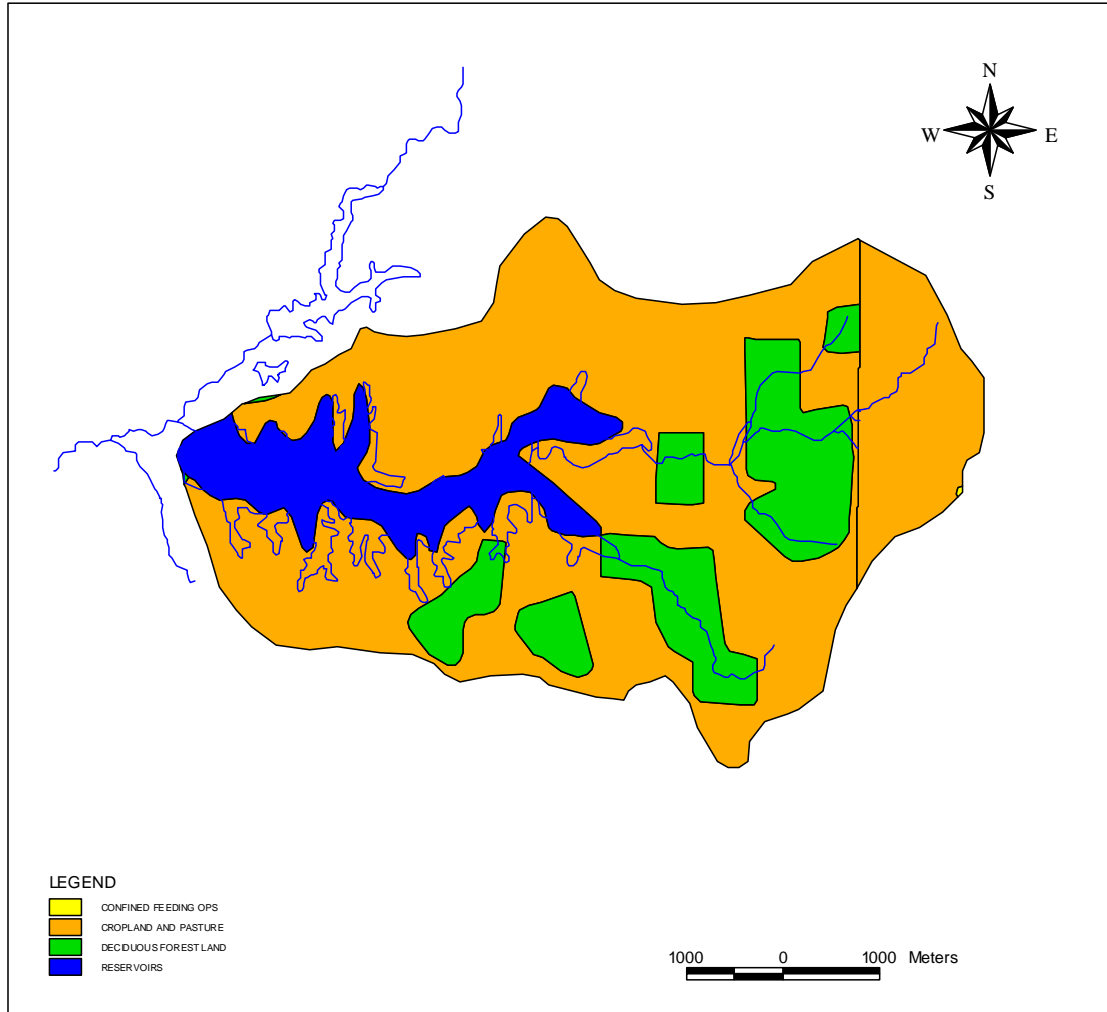 N
W E
S
LEGEND
CONFINED FEEDING OPS
CROPLAND AND PASTURE
DECIDUOUS FOREST LAND
RESERVOIRS
1000 0 1000 Meters